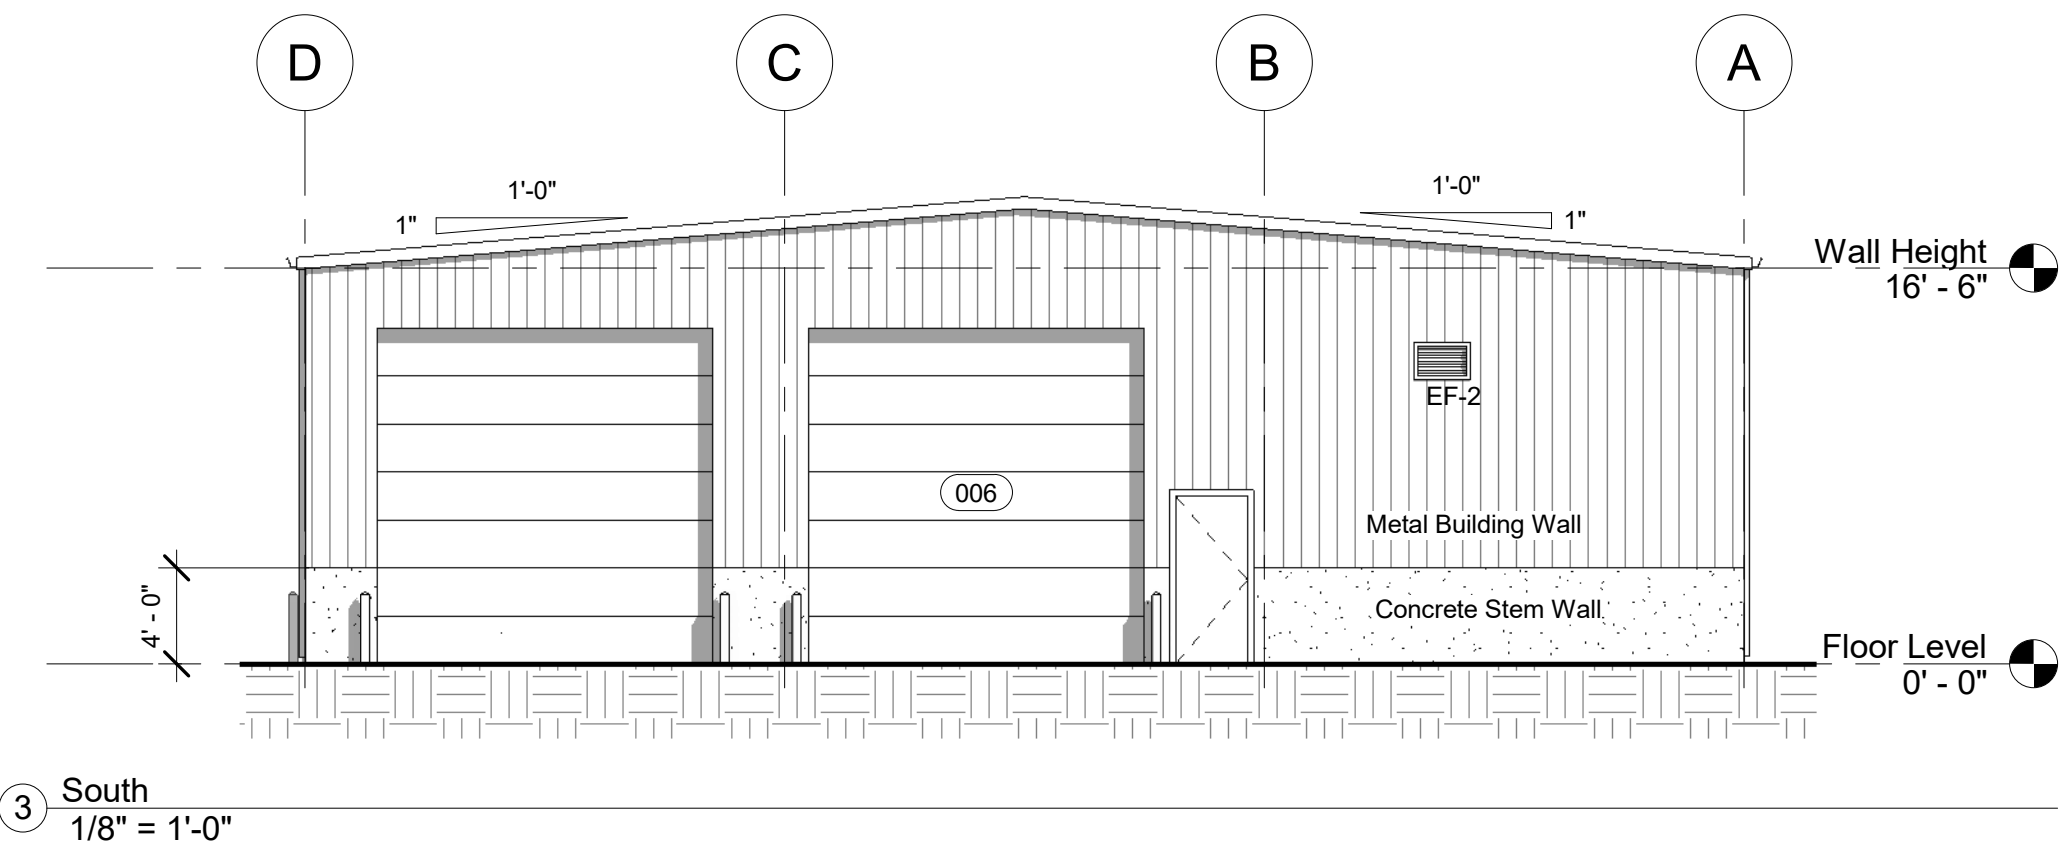 D
C
B
A
1'-0"
1"
1'-0"
1"
Wall Height
16' - 6"
EF-2
006
Metal Building Wall
4' - 0"
Concrete Stem Wall
Floor Level
0' - 0"
3
South
1/8" = 1'-0"